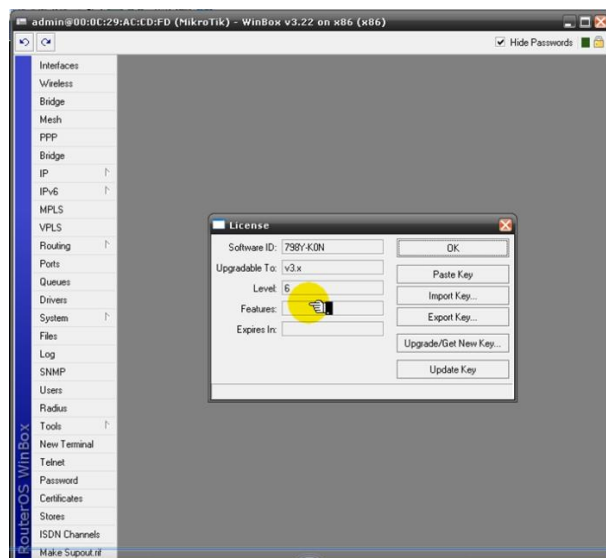 admin@00:0C:29:AC:CD:FD (MikroTik) - WinBox v3.22 on x86 (x86)
Hide Passwords
Interfaces
Wireless
Bridge
Mesh
PPP
Bridge
IP
IPv6
MPLS
VPLS
Routing
Ports
Queues
Drivers
System
Files
Log
SNMP
Users
Radius
Tools
New Terminal
Telnet
Password
Certificates
Stores
ISDN Channels
Make Supout.rif
RouterOS WinBox
License
Software ID: 798Y-K0N
Upgradable To: v3.x
Level: 6
Features:
Expires In:
OK
Paste Key
Import Key...
Export Key...
Upgrade/Get New Key...
Update Key